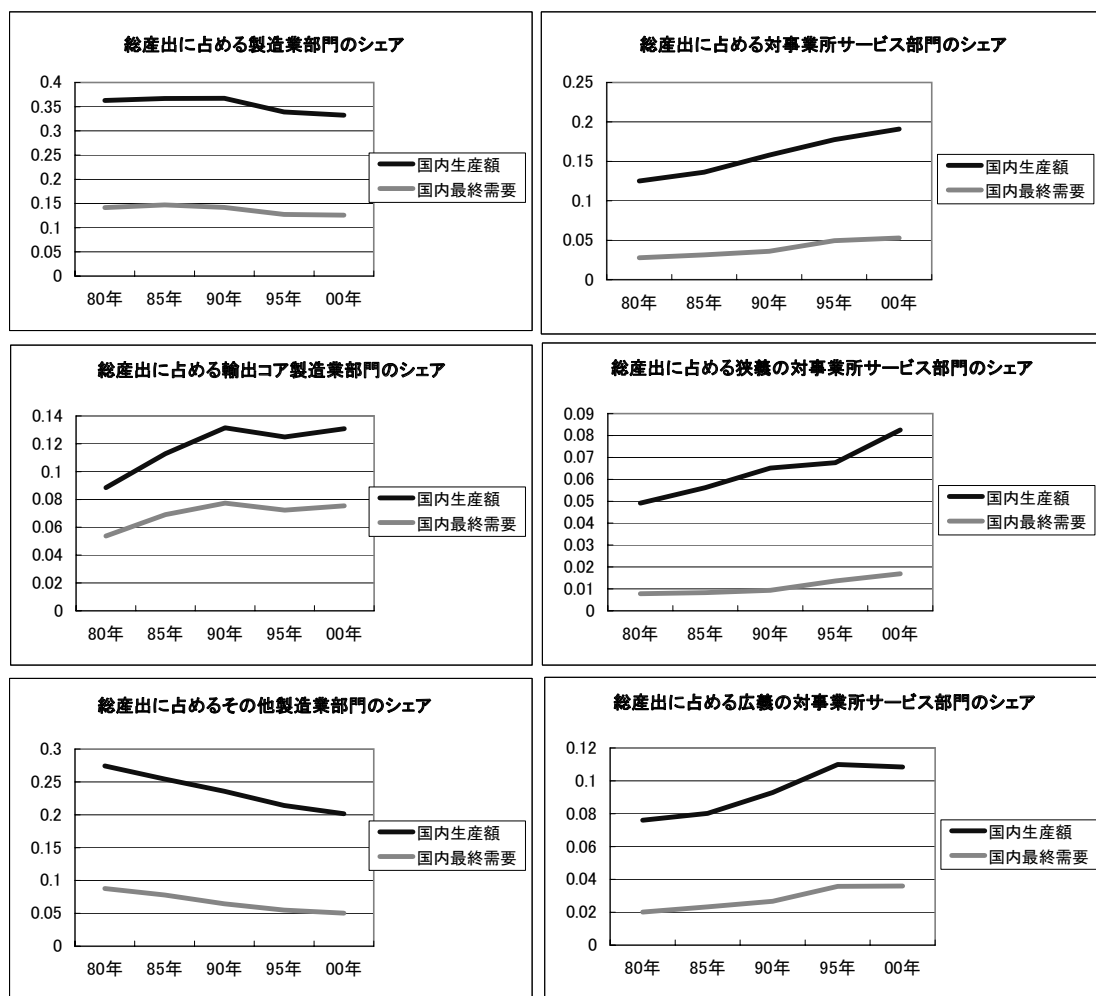 総産出に占める製造業部門のシェア
0.4
0.35
0.3
0.25
0.2
0.15
0.1
0.05
0
80年 85年 90年 95年 00年
国内生産額
国内最終需要
総産出に占める対事業所サービス部門のシェア
0.25
0.2
0.15
0.1
0.05
0
80年 85年 90年 95年 00年
国内生産額
国内最終需要
総産出に占める輸出コア製造業部門のシェア
0.14
0.12
0.1
0.08
0.06
0.04
0.02
0
80年 85年 90年 95年 00年
国内生産額
国内最終需要
総産出に占める狭義の対事業所サービス部門のシェア
0.09
0.08
0.07
0.06
0.05
0.04
0.03
0.02
0.01
0
80年 85年 90年 95年 00年
国内生産額
国内最終需要
総産出に占めるその他製造業部門のシェア
0.3
0.25
0.2
0.15
0.1
0.05
0
80年 85年 90年 95年 00年
国内生産額
国内最終需要
総産出に占める広義の対事業所サービス部門のシェア
0.12
0.1
0.08
0.06
0.04
0.02
0
80年 85年 90年 95年 00年
国内生産額
国内最終需要